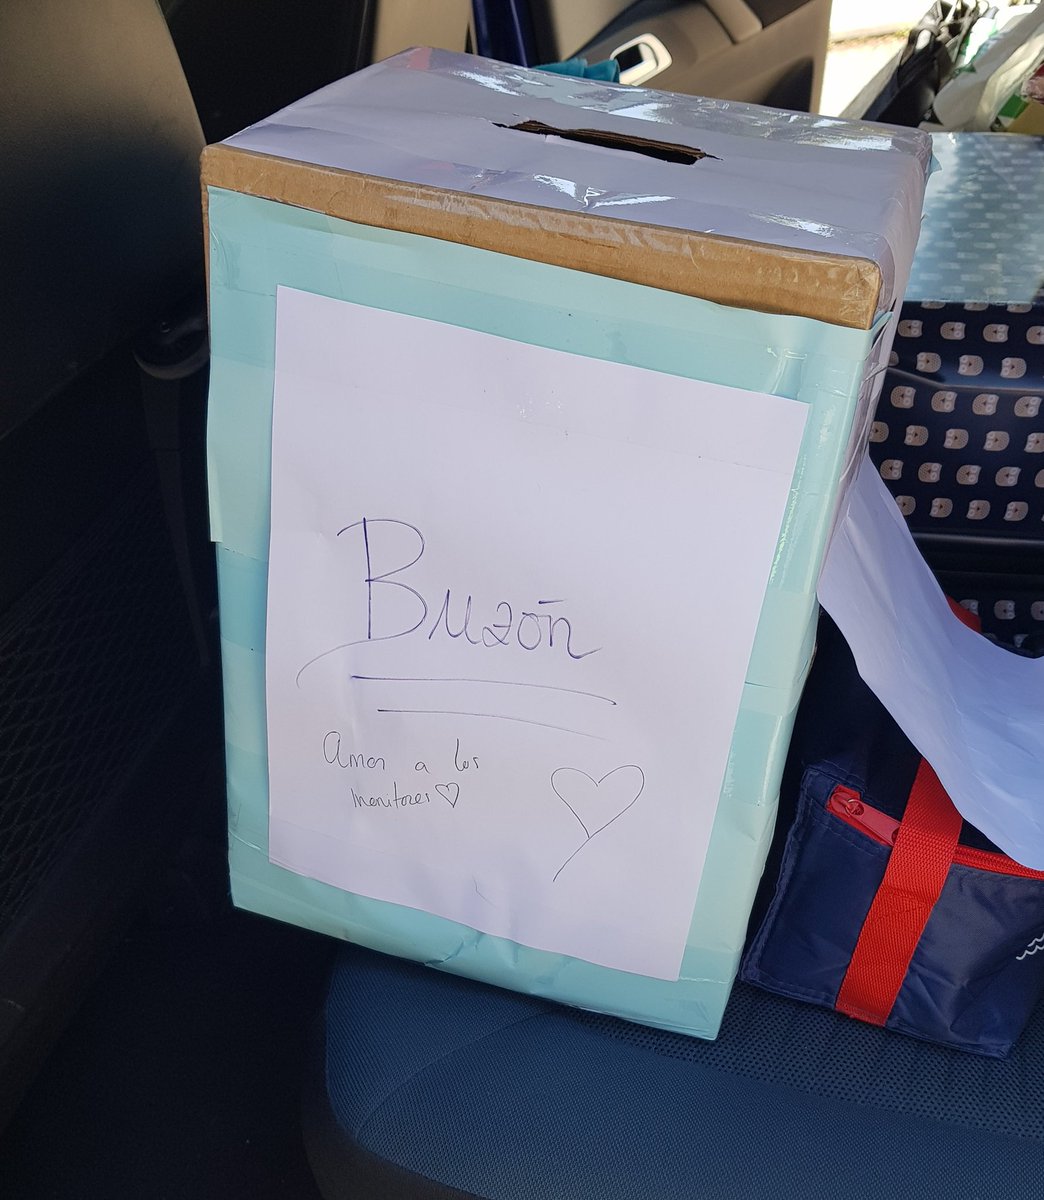 Buzón
Amor a los
monitores♡